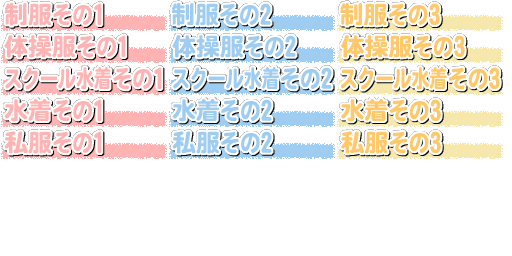 制服その1 制服その2 制服その3
体操服その1 体操服その2 体操服その3
スクール水着その1 スクール水着その2 スクール水着その3
水着その1 水着その2 水着その3
私服その1 私服その2 私服その3